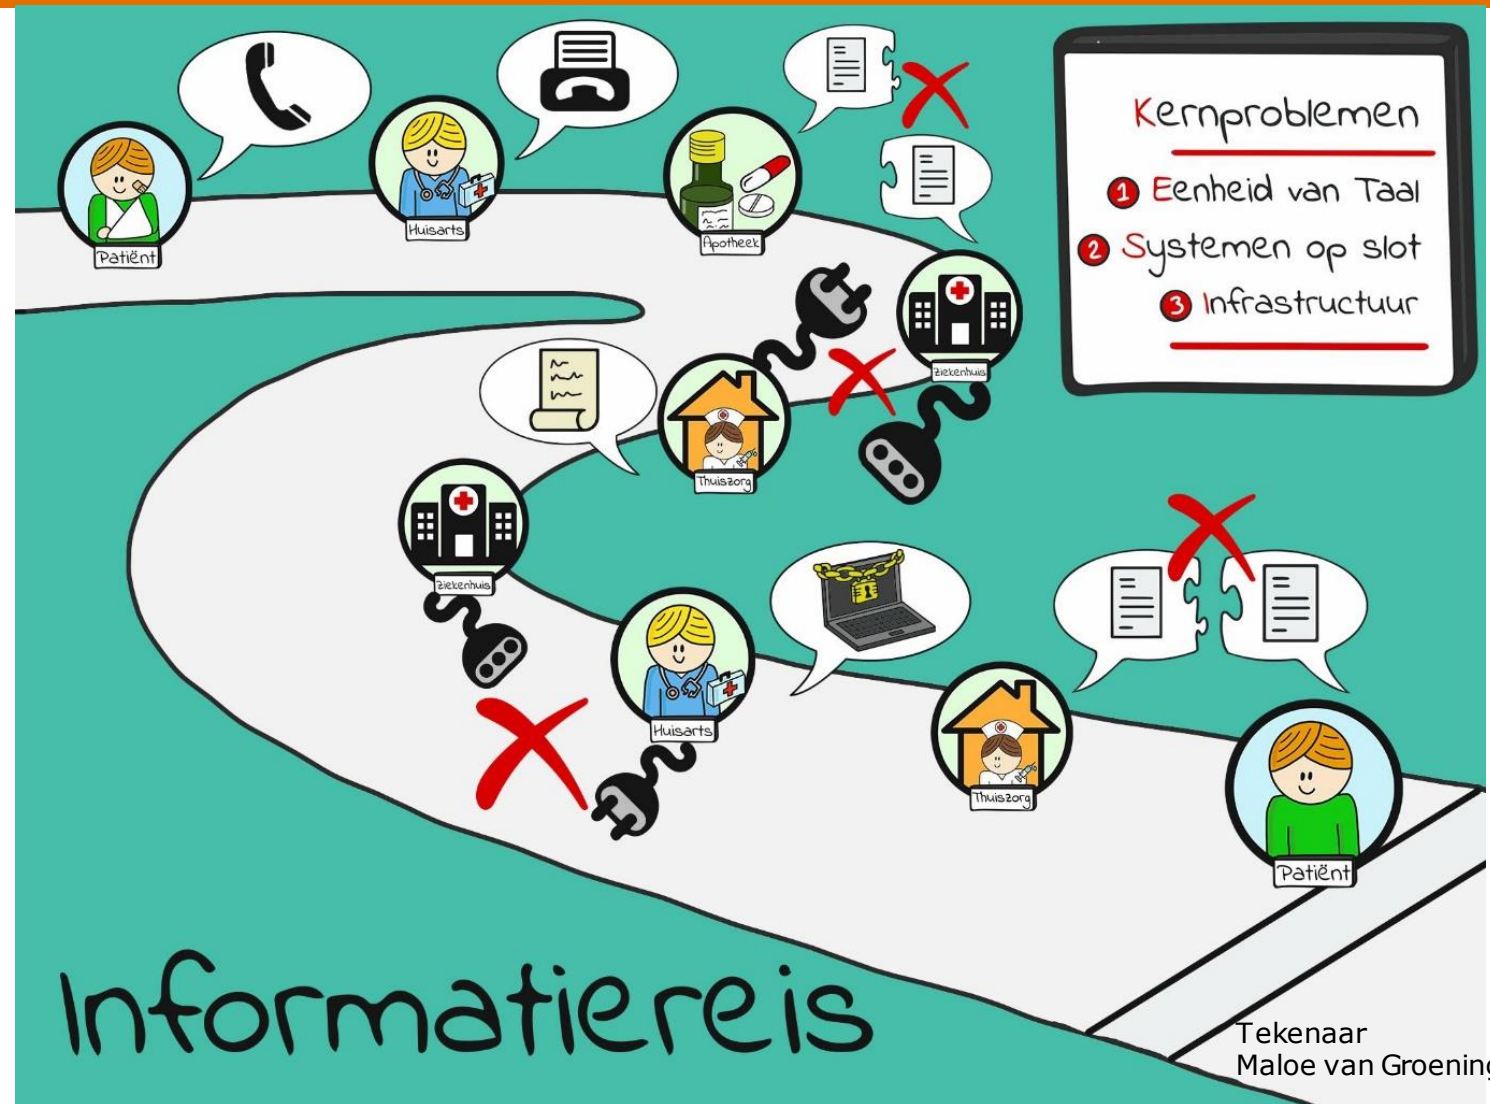 Kernproblemen
1 Eenheid van Taal
2 Systemen op slot
3 Infrastructuur
Patiënt
Huisarts
Apotheek
Ziekenhuis
Thuiszorg
Ziekenhuis
Huisarts
Thuiszorg
Patiënt
Informatiereis
Tekenaar
Maloe van Groening